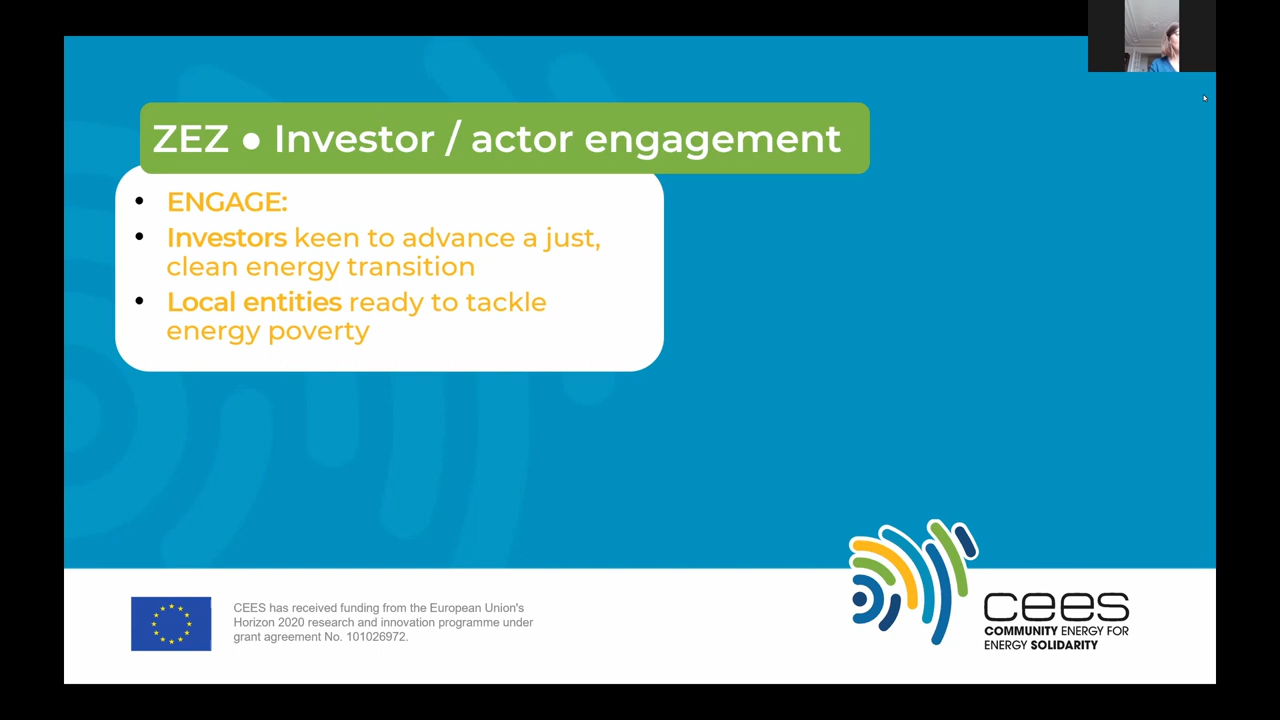 ZEZ ● Investor / actor engagement
• ENGAGE:
• Investors keen to advance a just,
clean energy transition
• Local entities ready to tackle
energy poverty
CEES has received funding from the European Union's
Horizon 2020 research and innovation programme under
grant agreement No. 101026972.
cees
COMMUNITY ENERGY FOR
ENERGY SOLIDARITY